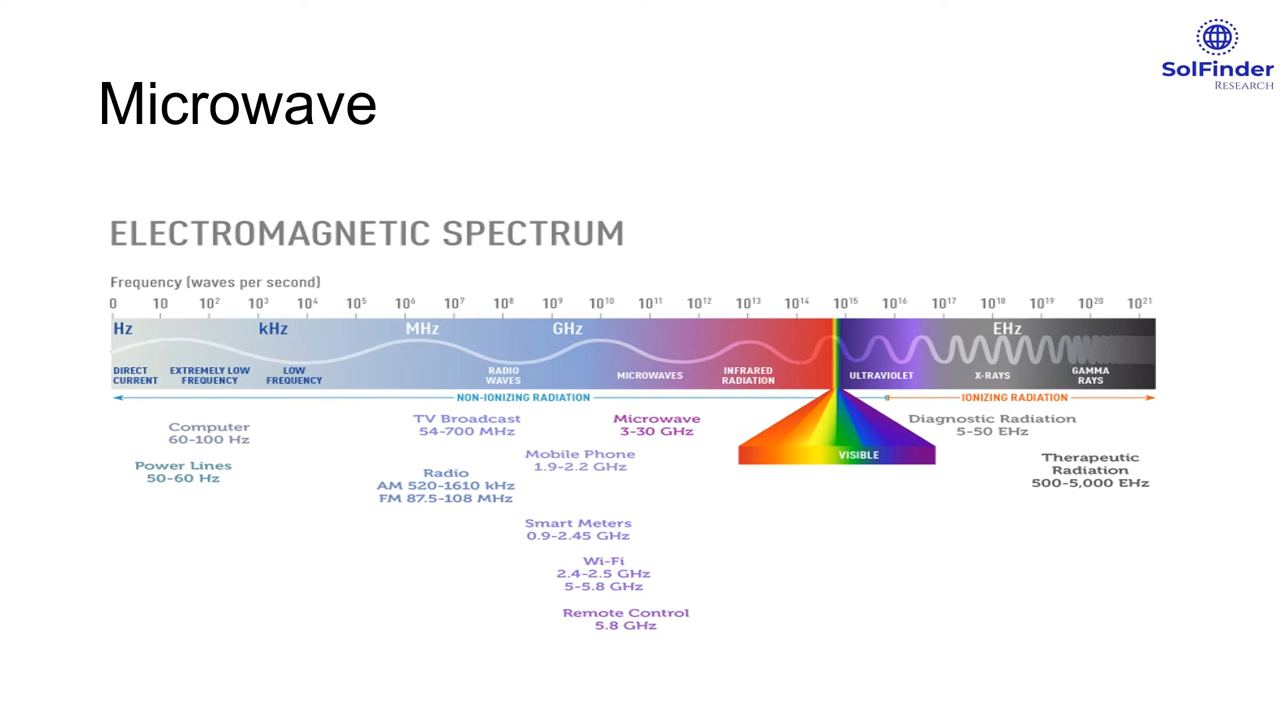 SolFinder
RESEARCH
Microwave
ELECTROMAGNETIC SPECTRUM
Frequency (waves per second)
0 10 10² 10³ 10⁴ 10⁵ 10⁶ 10⁷ 10⁸ 10⁹ 10¹⁰ 10¹¹ 10¹² 10¹³ 10¹⁴ 10¹⁵ 10¹⁶ 10¹⁷ 10¹⁸ 10¹⁹ 10²⁰ 10²¹
Hz kHz MHz GHz EHz
DIRECT
CURRENT
EXTREMELY LOW
FREQUENCY
LOW
FREQUENCY
RADIO
WAVES
MICROWAVES
INFRARED
RADIATION
ULTRAVIOLET
X-RAYS
GAMMA
RAYS
NON-IONIZING RADIATION
IONIZING RADIATION
Computer
60-100 Hz
Power Lines
50-60 Hz
TV Broadcast
54-700 MHz
Radio
AM 520-1610 kHz
FM 87.5-108 MHz
Mobile Phone
1.9-2.2 GHz
Smart Meters
0.9-2.45 GHz
Wi-Fi
2.4-2.5 GHz
5-5.8 GHz
Remote Control
5.8 GHz
Microwave
3-30 GHz
VISIBLE
Diagnostic Radiation
5-50 EHz
Therapeutic
Radiation
500-5,000 EHz